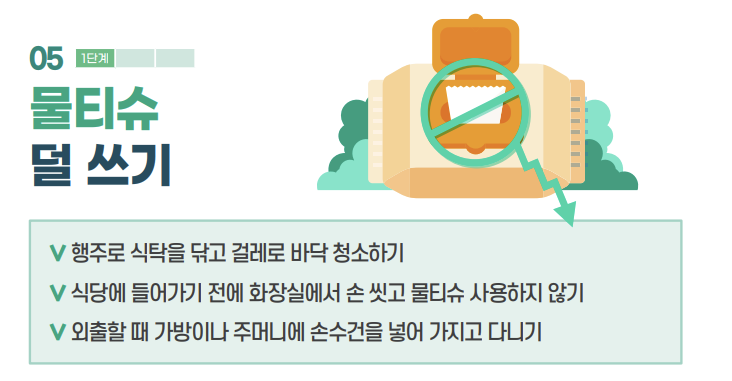 05 1단계
물티슈
덜 쓰기
V 행주로 식탁을 닦고 걸레로 바닥 청소하기
V 식당에 들어가기 전에 화장실에서 손 씻고 물티슈 사용하지 않기
V 외출할 때 가방이나 주머니에 손수건을 넣어 가지고 다니기